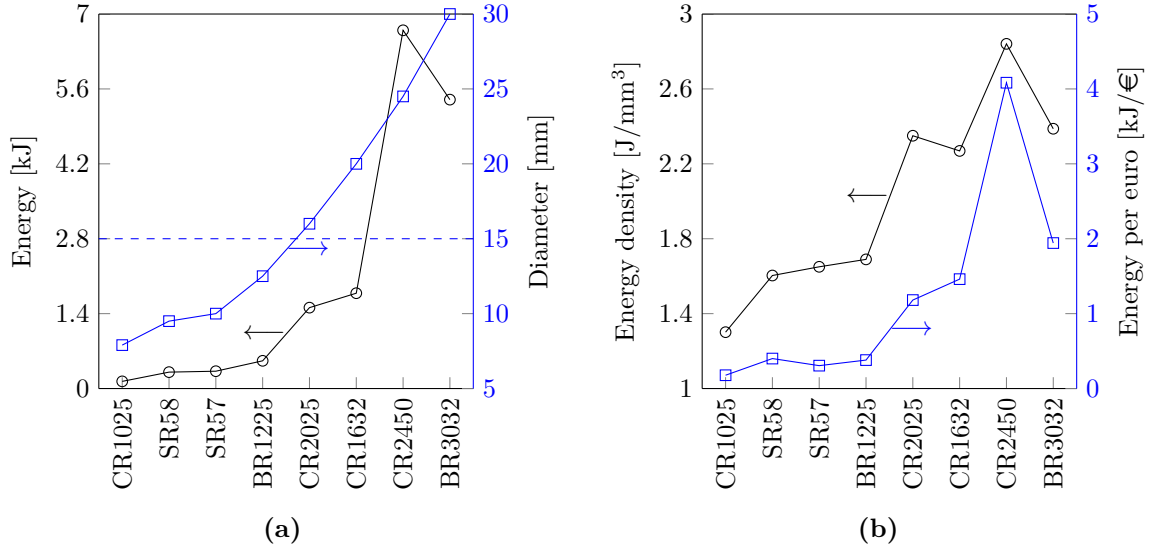 7
5.6
4.2
2.8
1.4
0
Energy [kJ]
30
25
20
15
10
5
Diameter [mm]
CR1025
SR58
SR57
BR1225
CR2025
CR1632
CR2450
BR3032
(a)
3
2.6
2.2
1.8
1.4
1
Energy density [J/mm³]
5
4
3
2
1
0
Energy per euro [kJ/€]
CR1025
SR58
SR57
BR1225
CR2025
CR1632
CR2450
BR3032
(b)